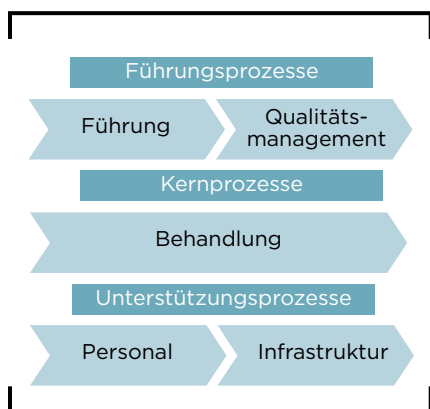 Führungsprozesse
Führung
Qualitäts-
management
Kernprozesse
Behandlung
Unterstützungsprozesse
Personal
Infrastruktur